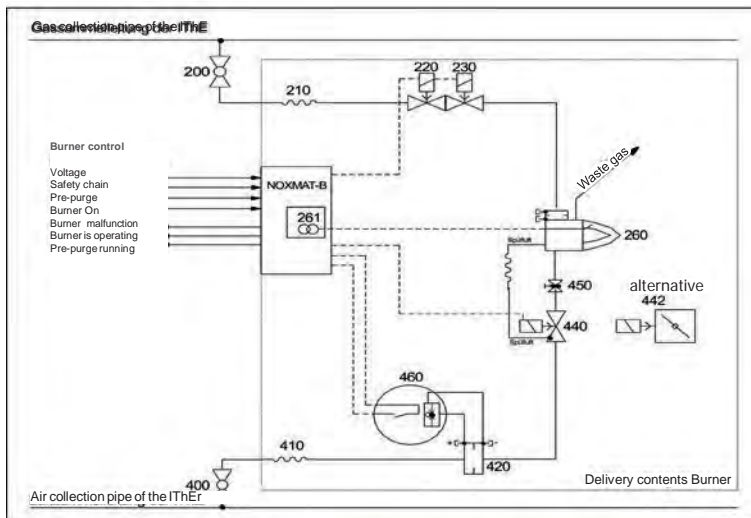 Gas collection pipe of the IThE
200
210
220 230
Burner control
Voltage
Safety chain
Pre-purge
Burner On
Burner malfunction
Burner is operating
Pre-purge running
NOXMAT-B
261
Waste gas
260
Spülluft
450
alternative
442
440
Spülluft
460
410
+
-
420
400
Air collection pipe of the IThEr
Delivery contents Burner